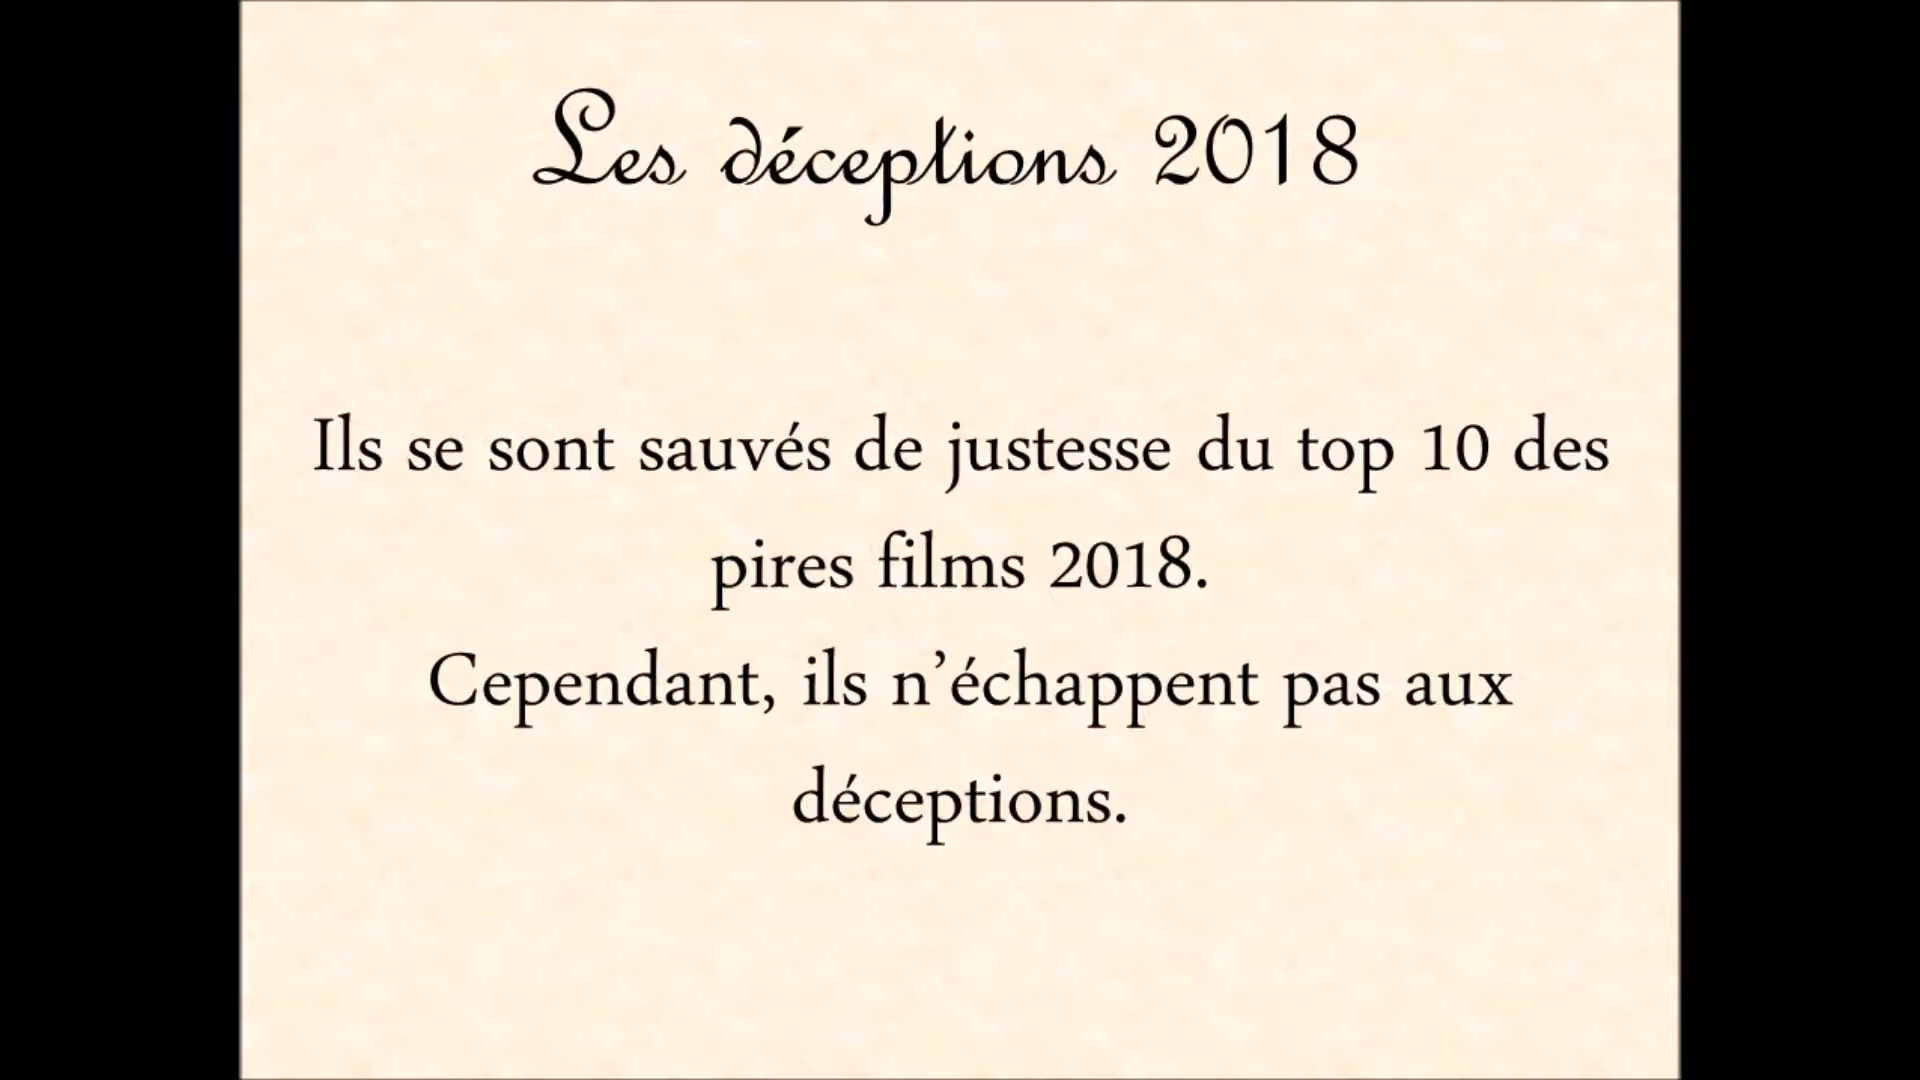 Les déceptions 2018
Ils se sont sauvés de justesse du top 10 des
pires films 2018.
Cependant, ils n’échappent pas aux
déceptions.